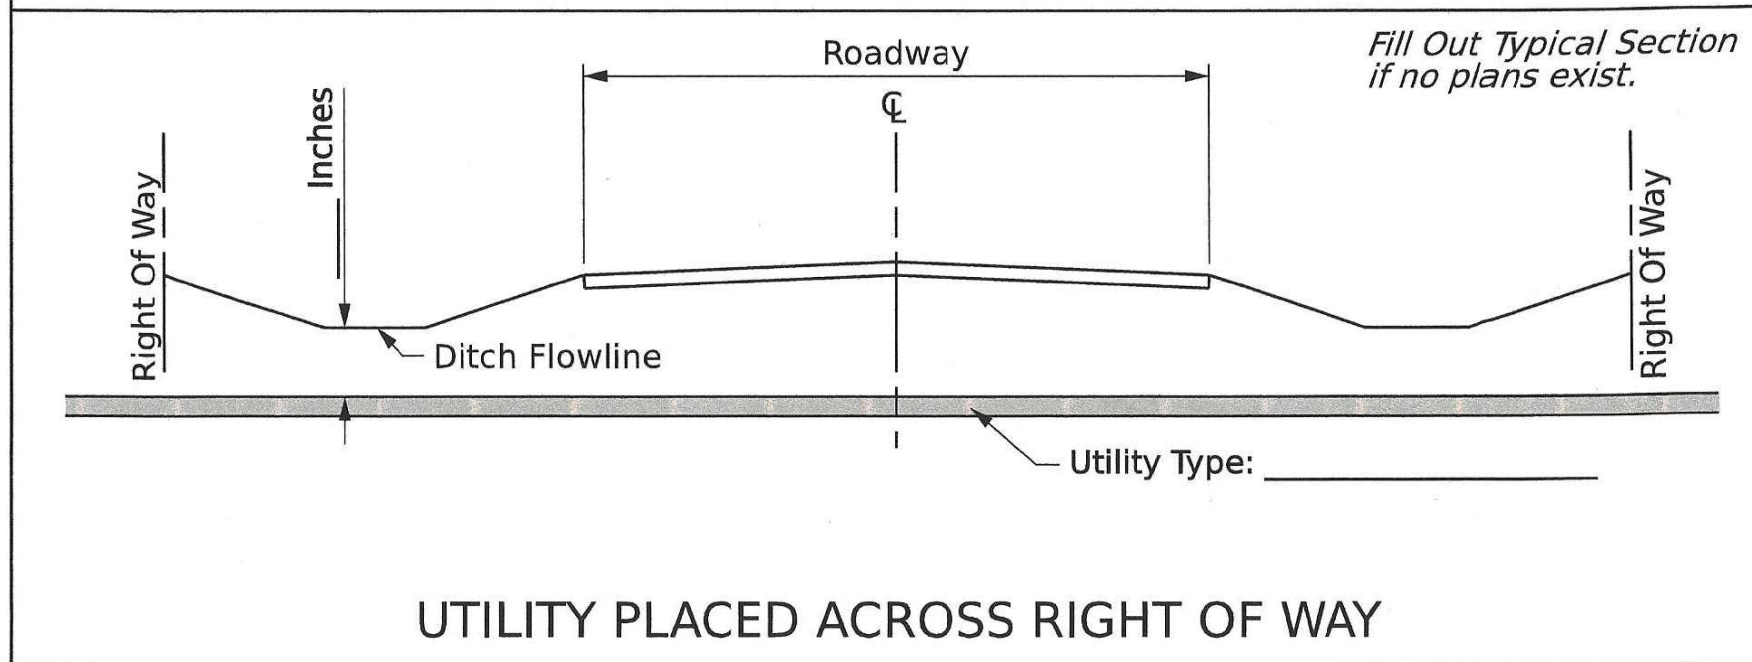 Roadway
Fill Out Typical Section
if no plans exist.
℄
Inches
Right Of Way
Right Of Way
Ditch Flowline
Utility Type:
UTILITY PLACED ACROSS RIGHT OF WAY